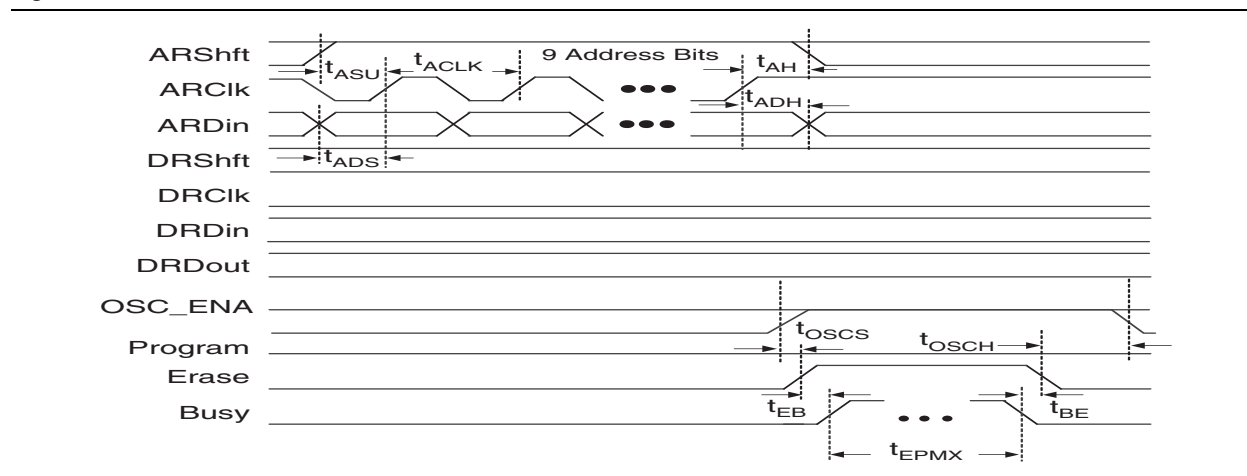 ARShft
tASU
tACLK
9 Address Bits
tAH
ARClk
tADH
ARDin
DRShft
tADS
DRClk
DRDin
DRDout
OSC_ENA
tOSCS
tOSCH
Program
Erase
tEB
tBE
Busy
tEPMX